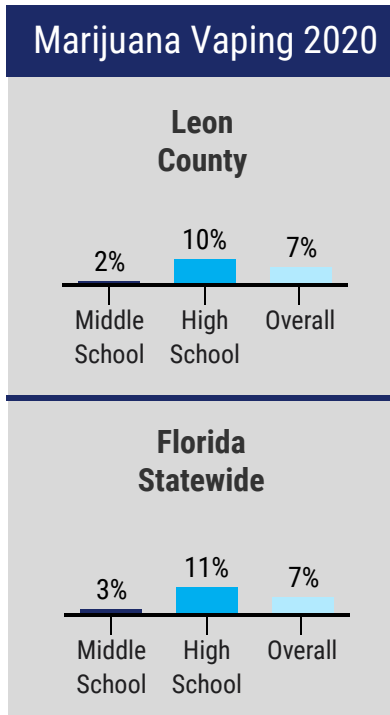 Marijuana Vaping 2020
Leon
County
2%
10%
7%
Middle
School
High
School
Overall
Florida
Statewide
3%
11%
7%
Middle
School
High
School
Overall